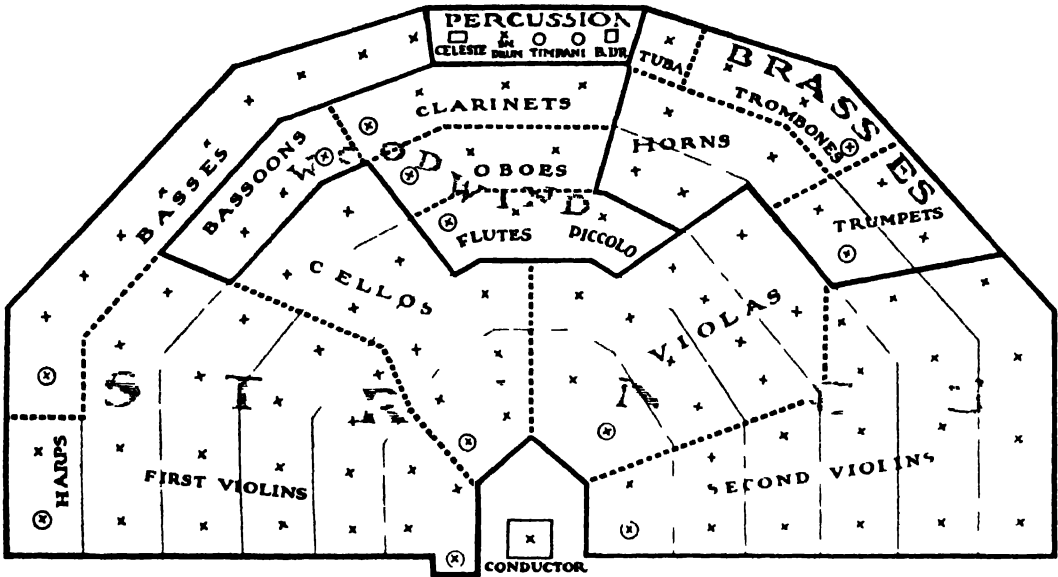 PERCUSSION
CELESTE SM DRUM TIMPANI B. DR.
TUBA
BRASSES
CLARINETS
TROMBONES
HORNS
BASSES
BASSOONS
WOODWIND
OBOES
FLUTES
PICCOLO
TRUMPETS
CELLOS
VIOLAS
HARPS
FIRST VIOLINS
SECOND VIOLINS
CONDUCTOR